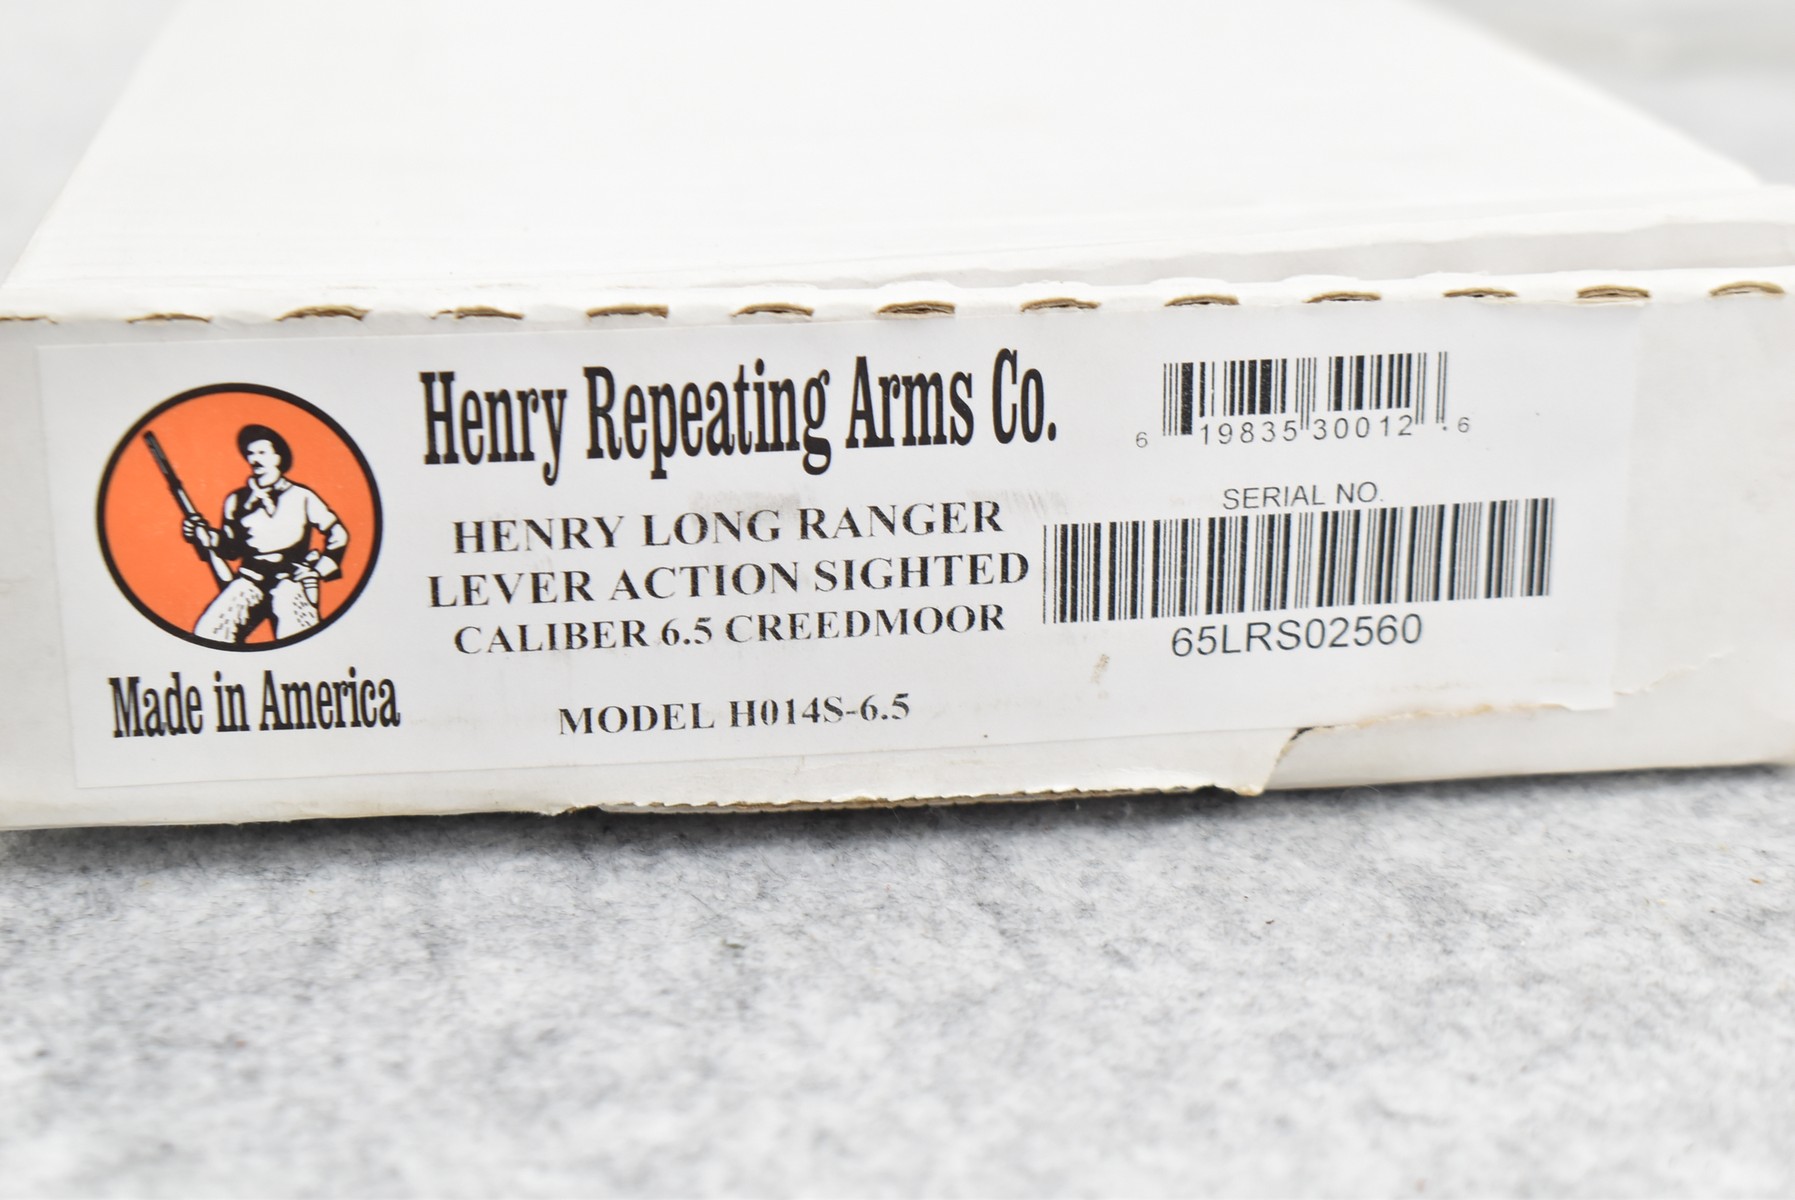 Henry Repeating Arms Co.
HENRY LONG RANGER
LEVER ACTION SIGHTED
CALIBER 6.5 CREEDMOOR
MODEL H014S-6.5
Made in America
6 19835 30012 6
SERIAL NO.
65LRS02560